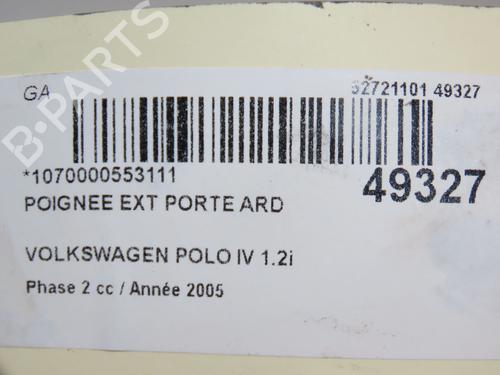 GA
62721101 49327
*1070000553111
49327
POIGNEE EXT PORTE ARD
VOLKSWAGEN POLO IV 1.2i
Phase 2 cc / Année 2005
B-PARTS